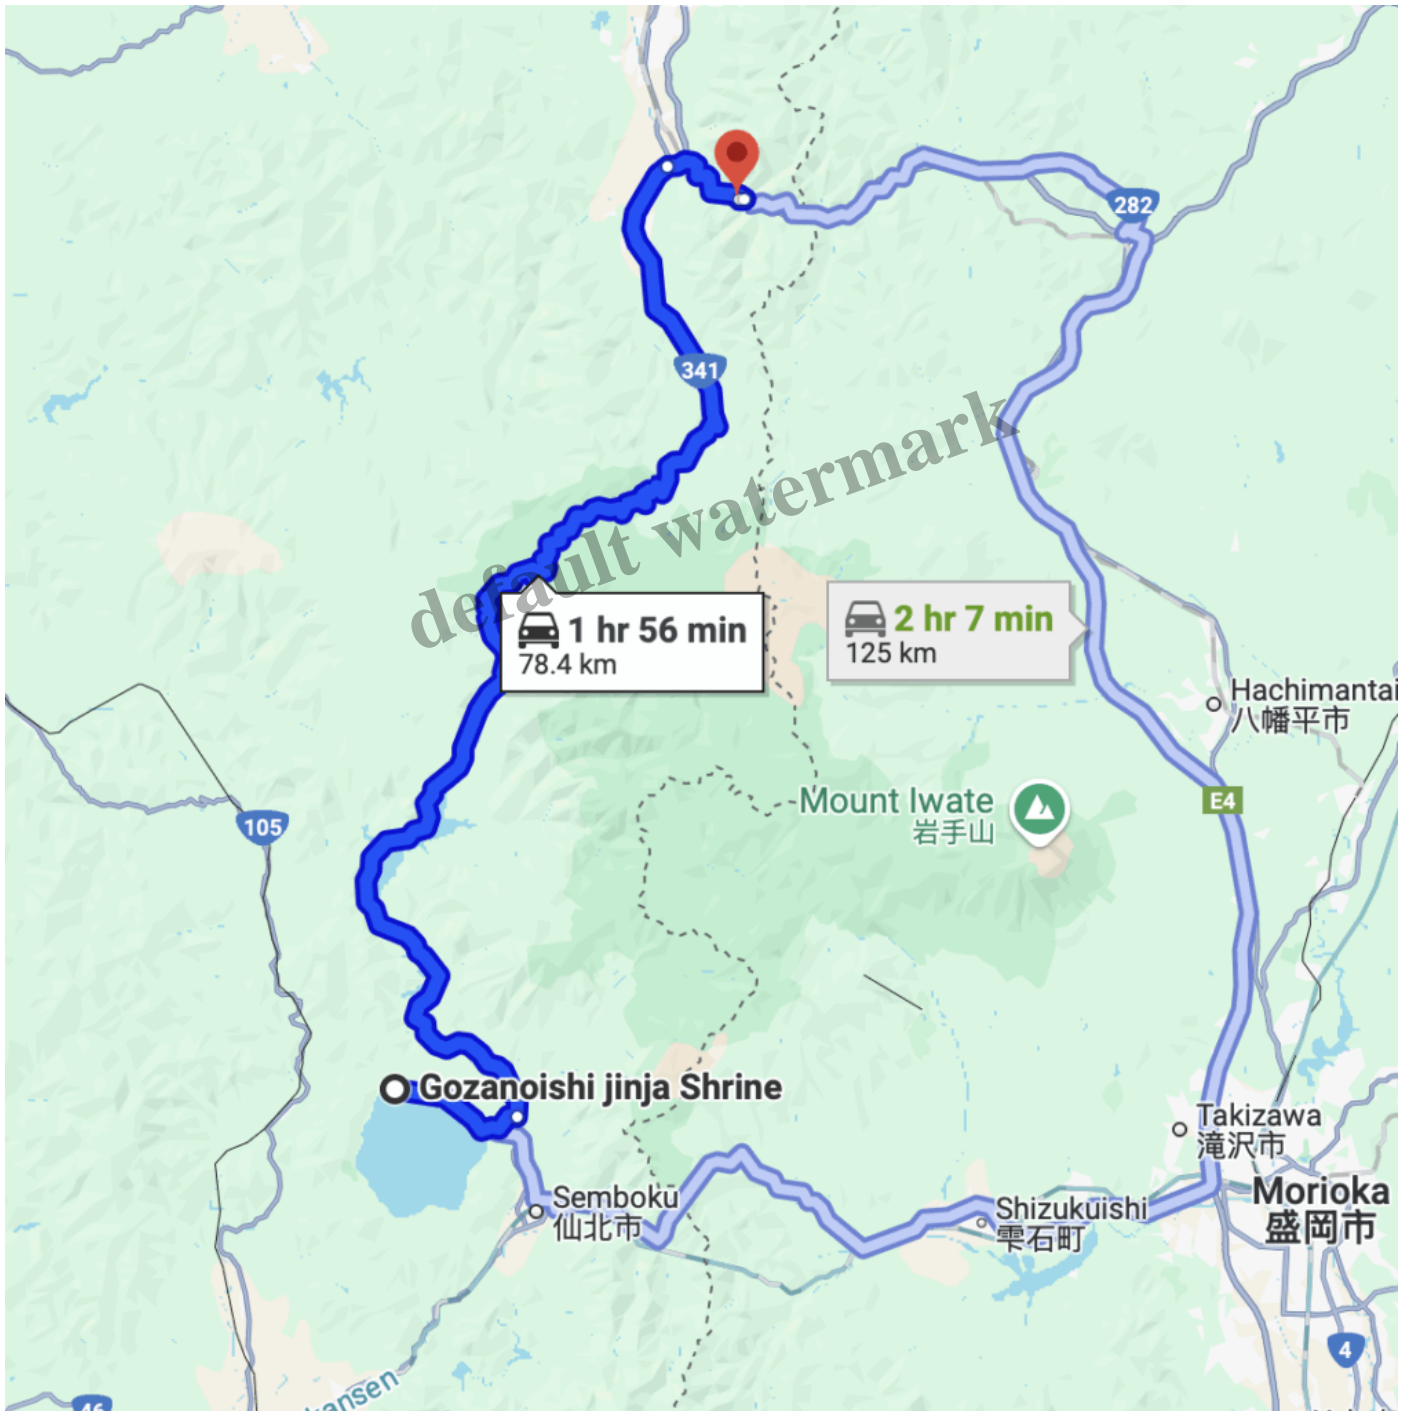 282
341
default watermark
1 hr 56 min
78.4 km
2 hr 7 min
125 km
Hachimantai
八幡平市
Mount Iwate
岩手山
E4
105
Gozanoishi jinja Shrine
Takizawa
滝沢市
Semboku
仙北市
Shizukuishi
雫石町
Morioka
盛岡市
4
kansen
46